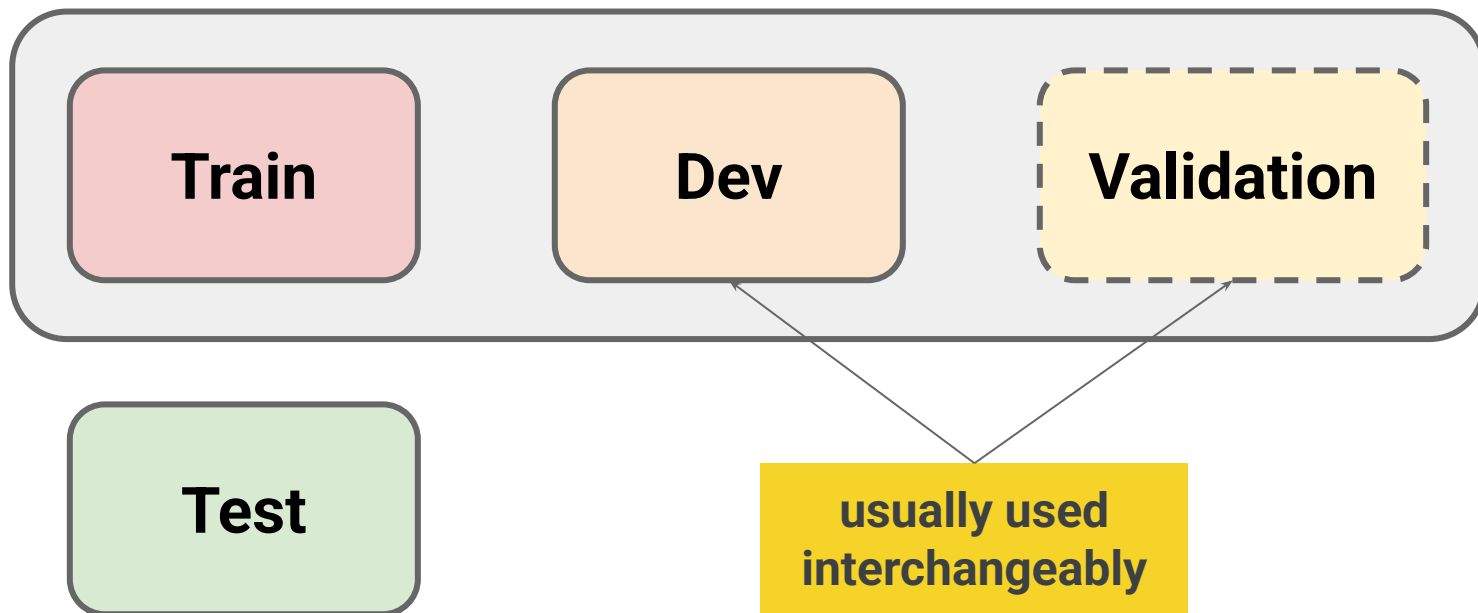 Train
Dev
Validation
Test
usually used
interchangeably